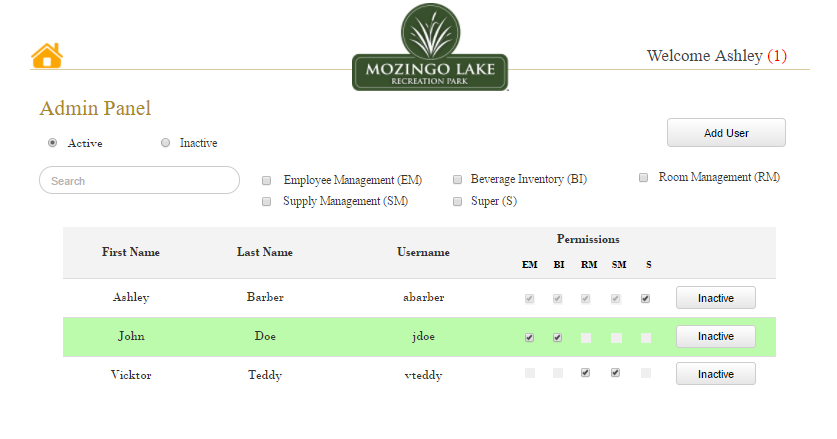 MOZINGO LAKE
RECREATION PARK
Welcome Ashley (1)
Admin Panel
Active Inactive
Add User
Search
Employee Management (EM) Beverage Inventory (BI) Room Management (RM)
Supply Management (SM) Super (S)
First Name Last Name Username Permissions
EM BI RM SM S
Ashley Barber abarber Inactive
John Doe jdoe Inactive
Vicktor Teddy vteddy Inactive